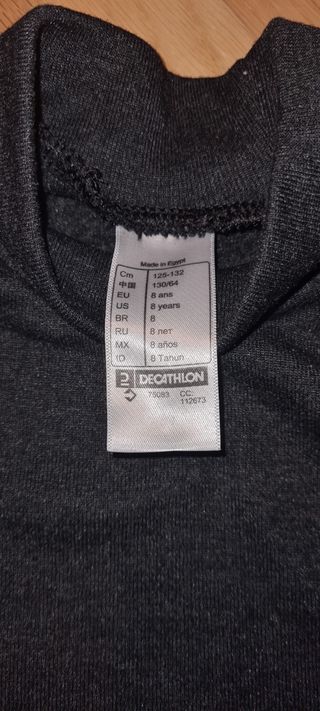 Made in Egypt
Cm 125-132
中国 130/64
EU 8 ans
US 8 years
BR 8
RU 8 лет
MX 8 años
ID 8 Tanun
DECATHLON
75083 CC:
112673